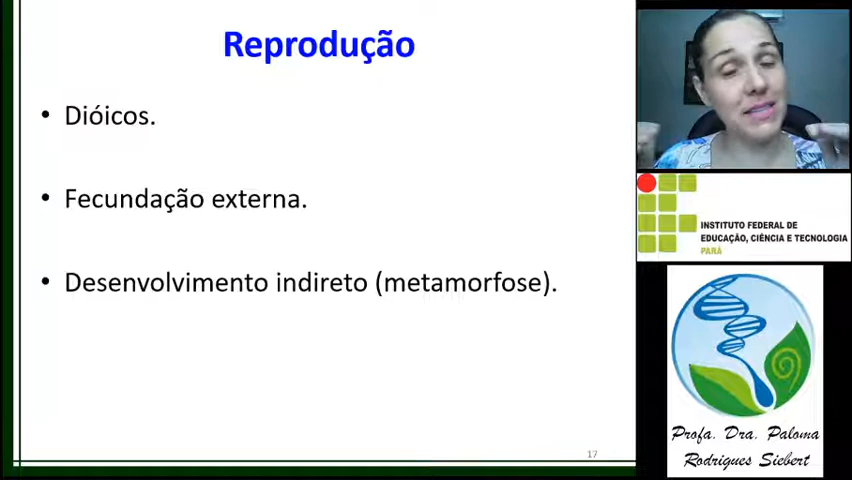 Reprodução
• Dióicos.
• Fecundação externa.
• Desenvolvimento indireto (metamorfose).
17
INSTITUTO FEDERAL DE
EDUCAÇÃO, CIÊNCIA E TECNOLOGIA
PARÁ
Profa. Dra. Paloma
Rodrigues Siebert